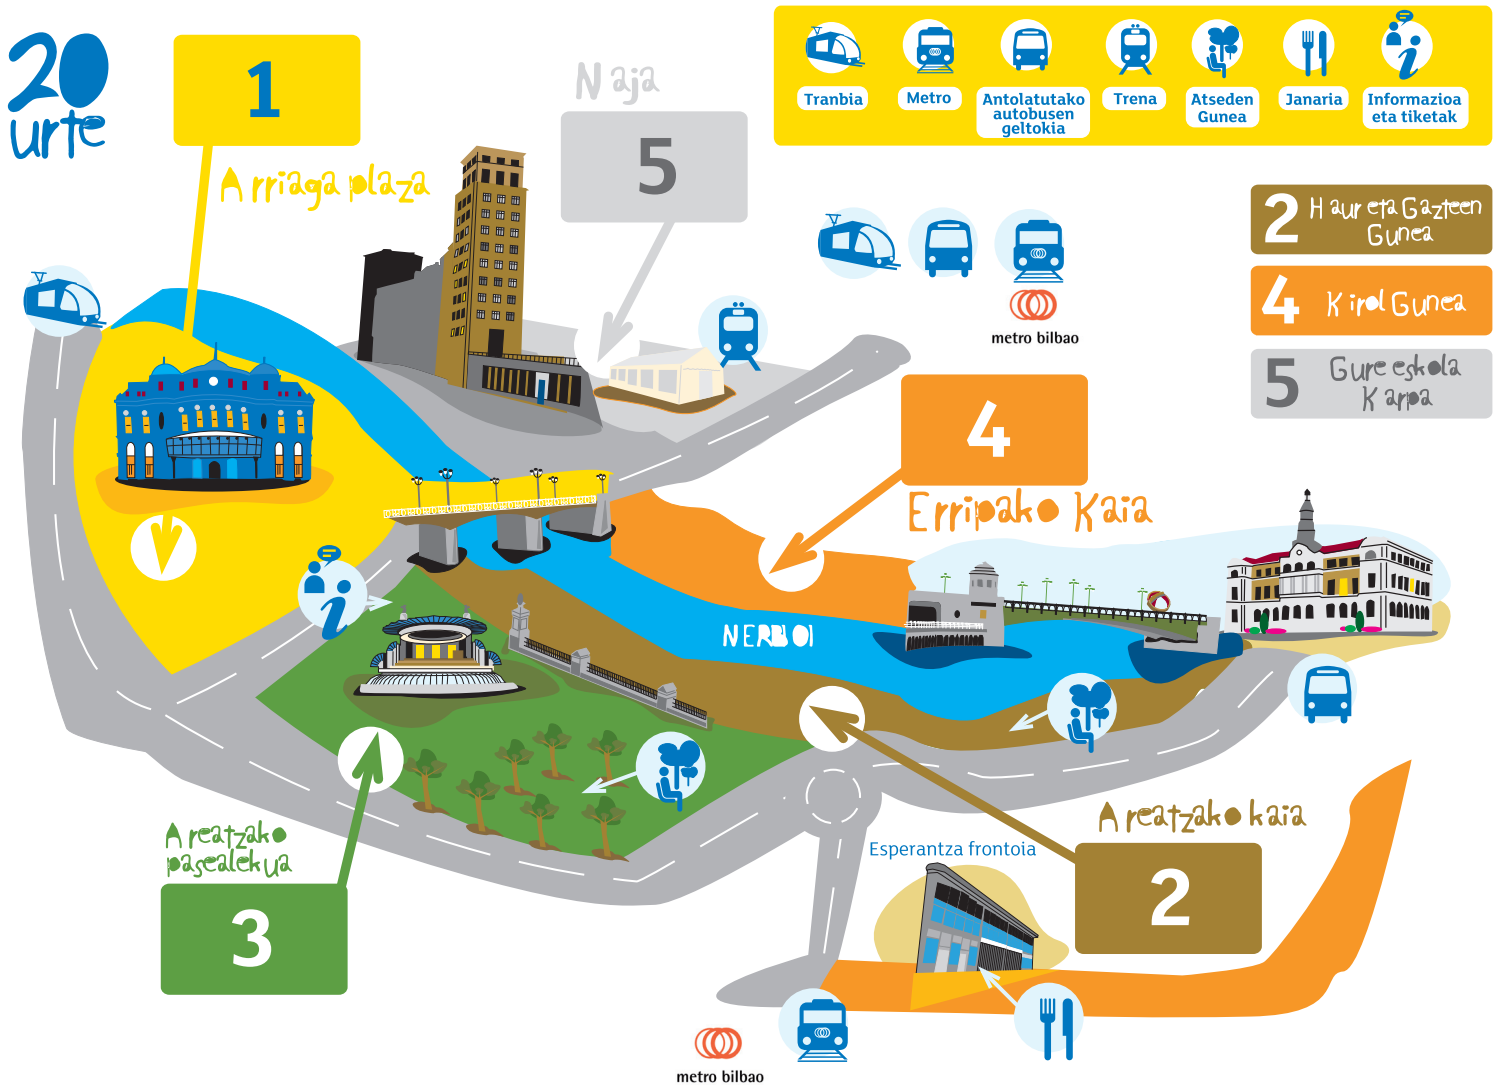 20
urte
1
Arriaga plaza
Naja
5
Tranbia
Metro
Antolatutako
autobusen
geltokia
Trena
Atseden
Gunea
Janaria
Informazioa
eta tiketak
2 Haur eta Gazteen
Gunea
4 Kirol Gunea
5 Gure eskola
Karpa
metro bilbao
4
Erripako Kaia
NERBIOI
Areatzako
pasealekua
3
Areatzako kaia
2
Esperantza frontoia
metro bilbao